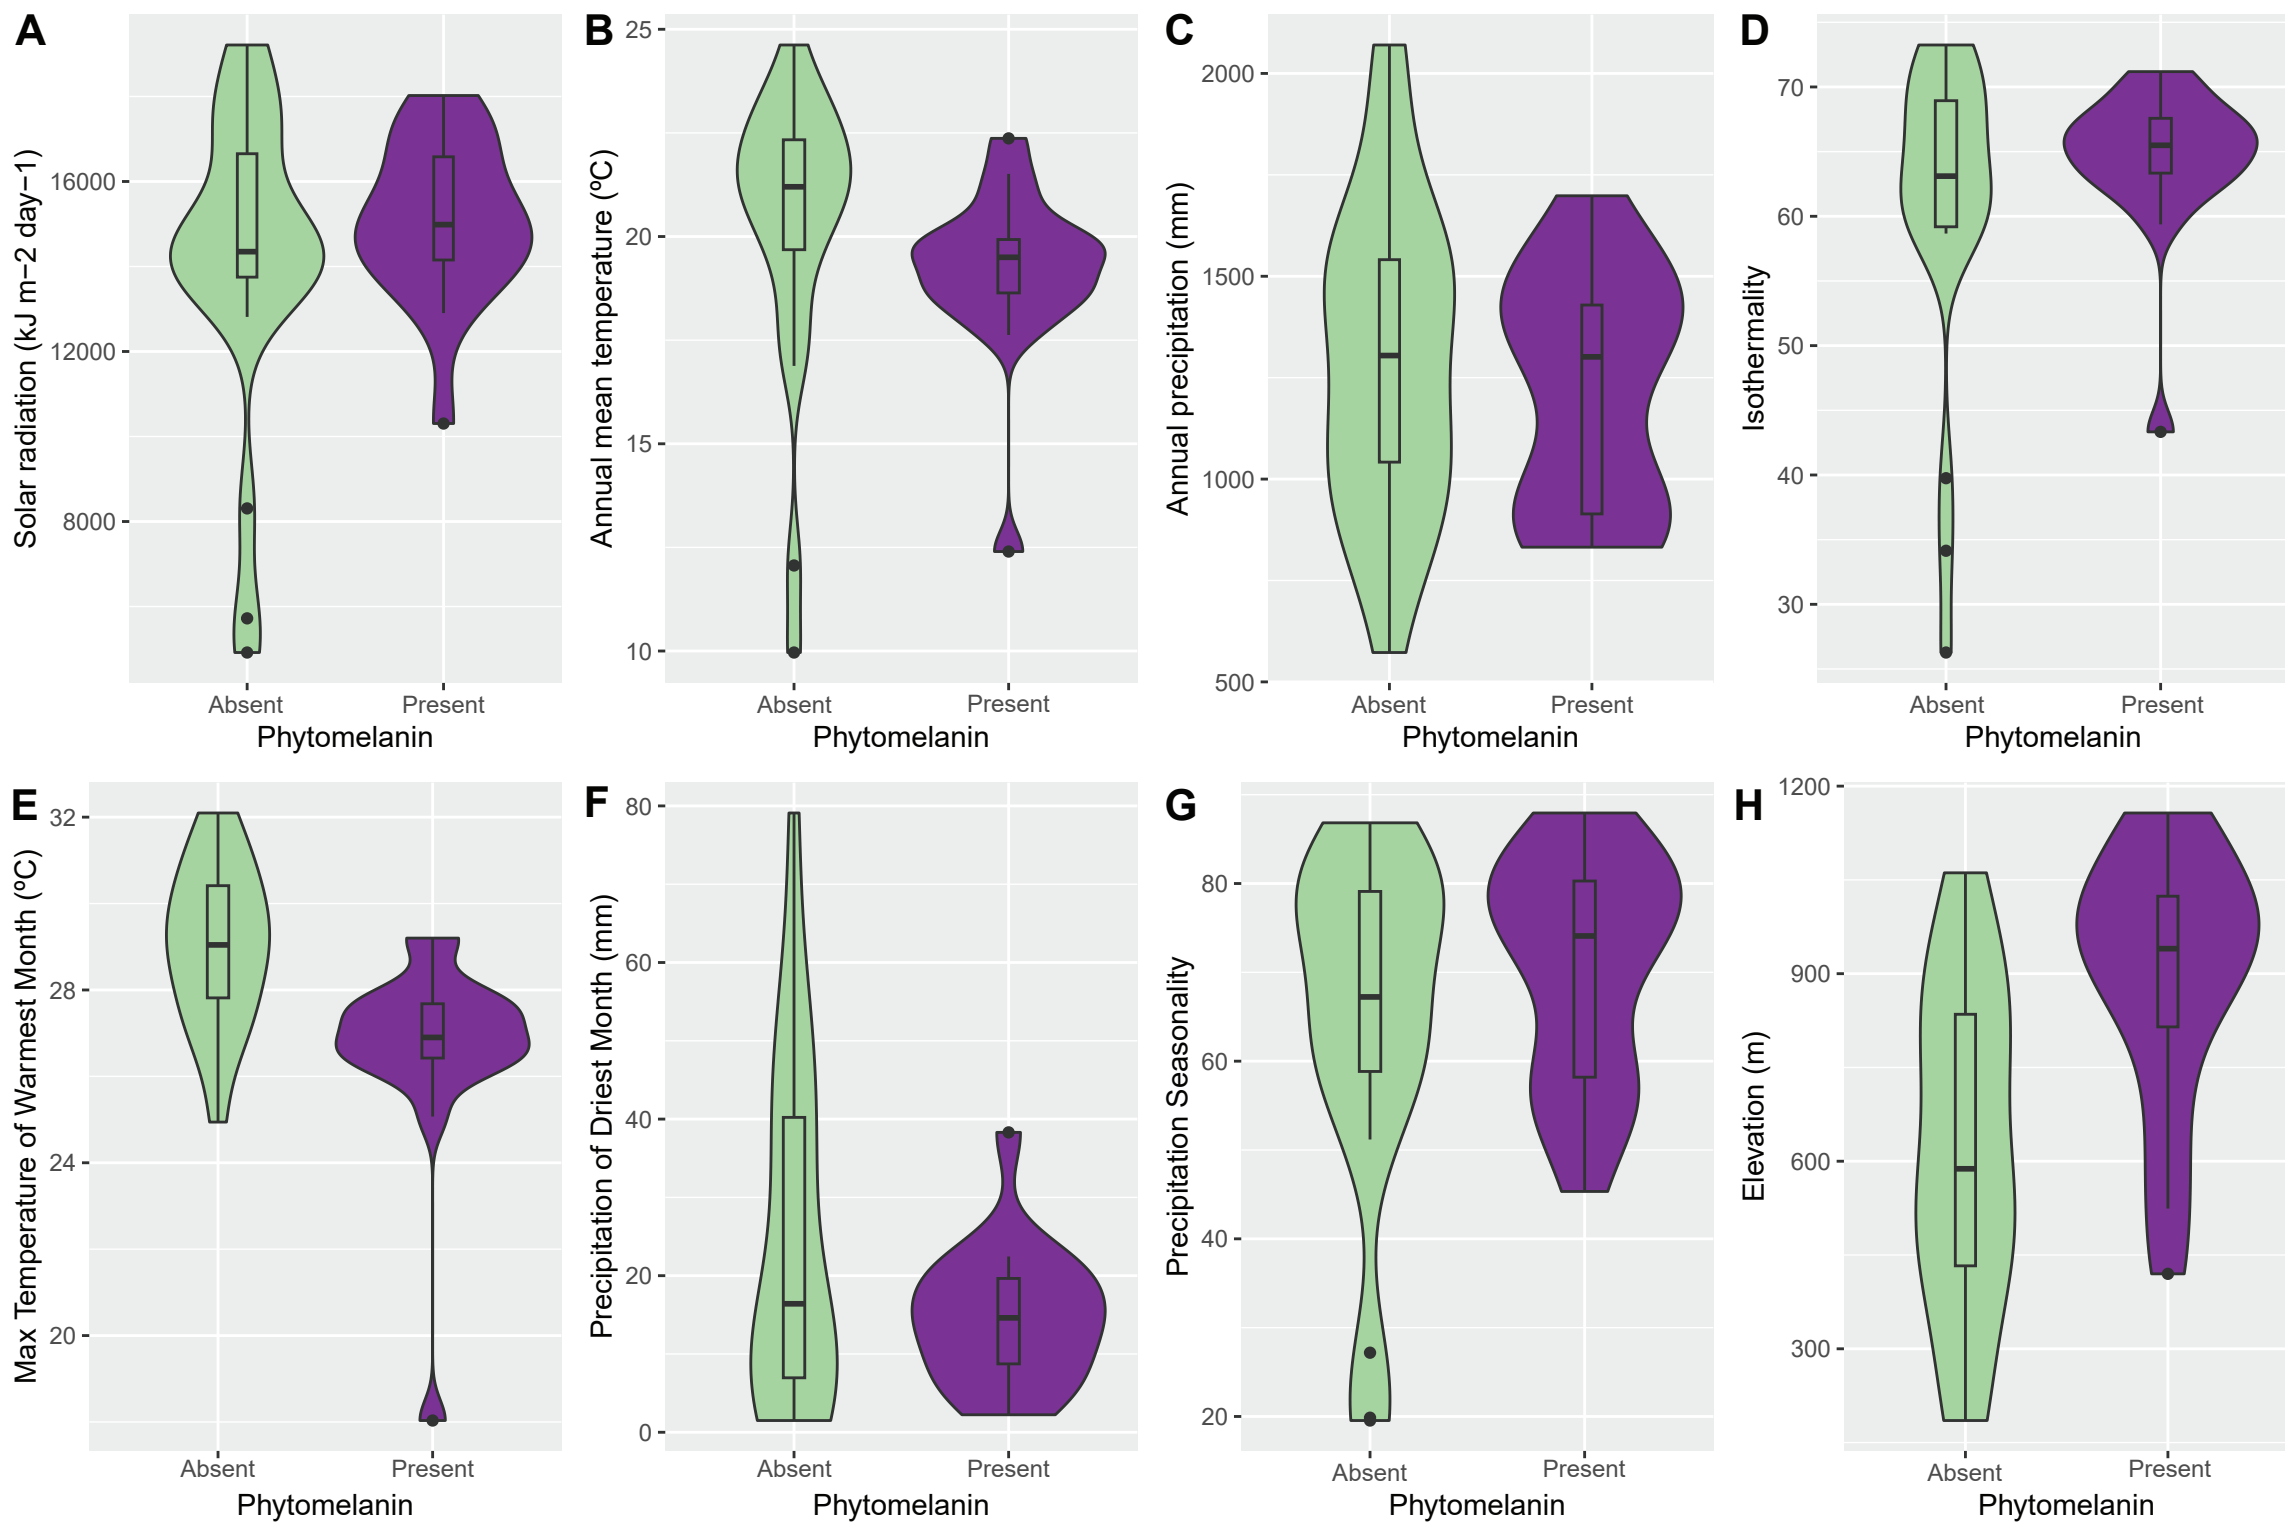 A
Solar radiation (kJ m−2 day−1)
16000
12000
8000
Absent Present
Phytomelanin
B
Annual mean temperature (ºC)
25
20
15
10
Absent Present
Phytomelanin
C
Annual precipitation (mm)
2000
1500
1000
500
Absent Present
Phytomelanin
D
Isothermality
70
60
50
40
30
Absent Present
Phytomelanin
E
Max Temperature of Warmest Month (ºC)
32
28
24
20
Absent Present
Phytomelanin
F
Precipitation of Driest Month (mm)
80
60
40
20
0
Absent Present
Phytomelanin
G
Precipitation Seasonality
80
60
40
20
Absent Present
Phytomelanin
H
Elevation (m)
1200
900
600
300
Absent Present
Phytomelanin